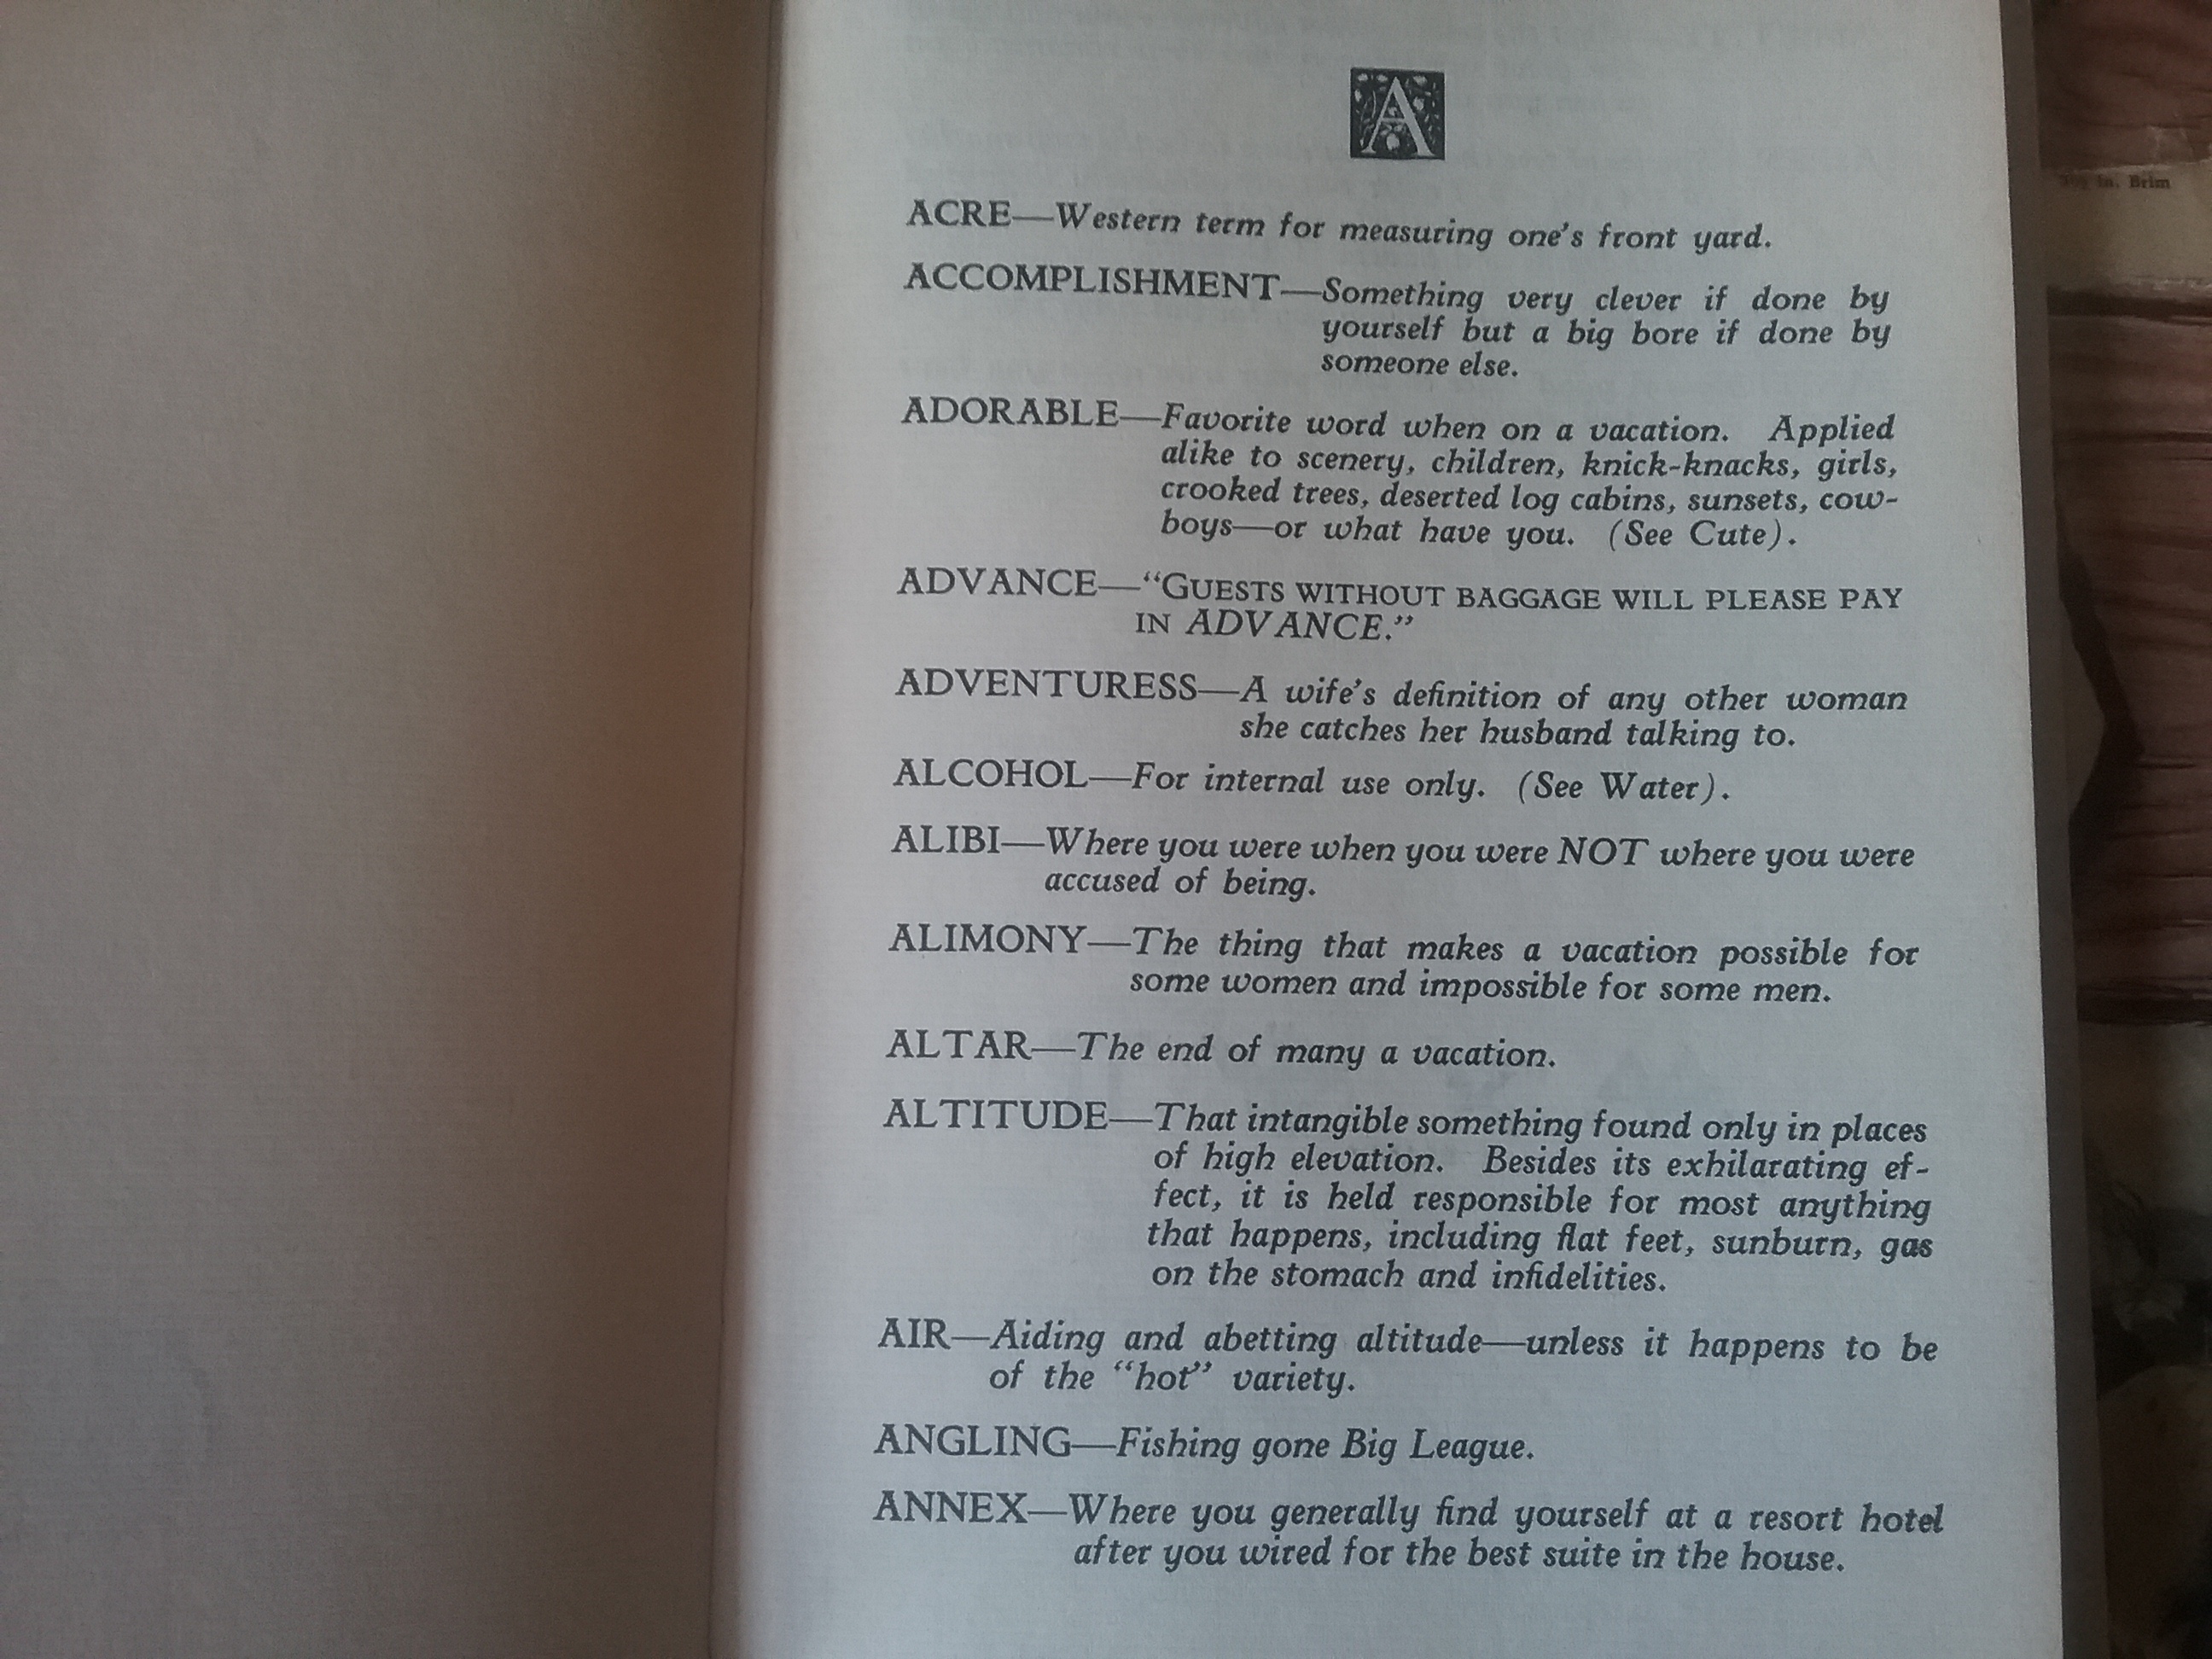 A
ACRE—Western term for measuring one's front yard.
ACCOMPLISHMENT—Something very clever if done by
yourself but a big bore if done by
someone else.
ADORABLE—Favorite word when on a vacation. Applied
alike to scenery, children, knick-knacks, girls,
crooked trees, deserted log cabins, sunsets, cow-
boys—or what have you. (See Cute).
ADVANCE—“GUESTS WITHOUT BAGGAGE WILL PLEASE PAY
IN ADVANCE.”
ADVENTURESS—A wife's definition of any other woman
she catches her husband talking to.
ALCOHOL—For internal use only. (See Water).
ALIBI—Where you were when you were NOT where you were
accused of being.
ALIMONY—The thing that makes a vacation possible for
some women and impossible for some men.
ALTAR—The end of many a vacation.
ALTITUDE—That intangible something found only in places
of high elevation. Besides its exhilarating ef-
fect, it is held responsible for most anything
that happens, including flat feet, sunburn, gas
on the stomach and infidelities.
AIR—Aiding and abetting altitude—unless it happens to be
of the “hot” variety.
ANGLING—Fishing gone Big League.
ANNEX—Where you generally find yourself at a resort hotel
after you wired for the best suite in the house.
in, Brim